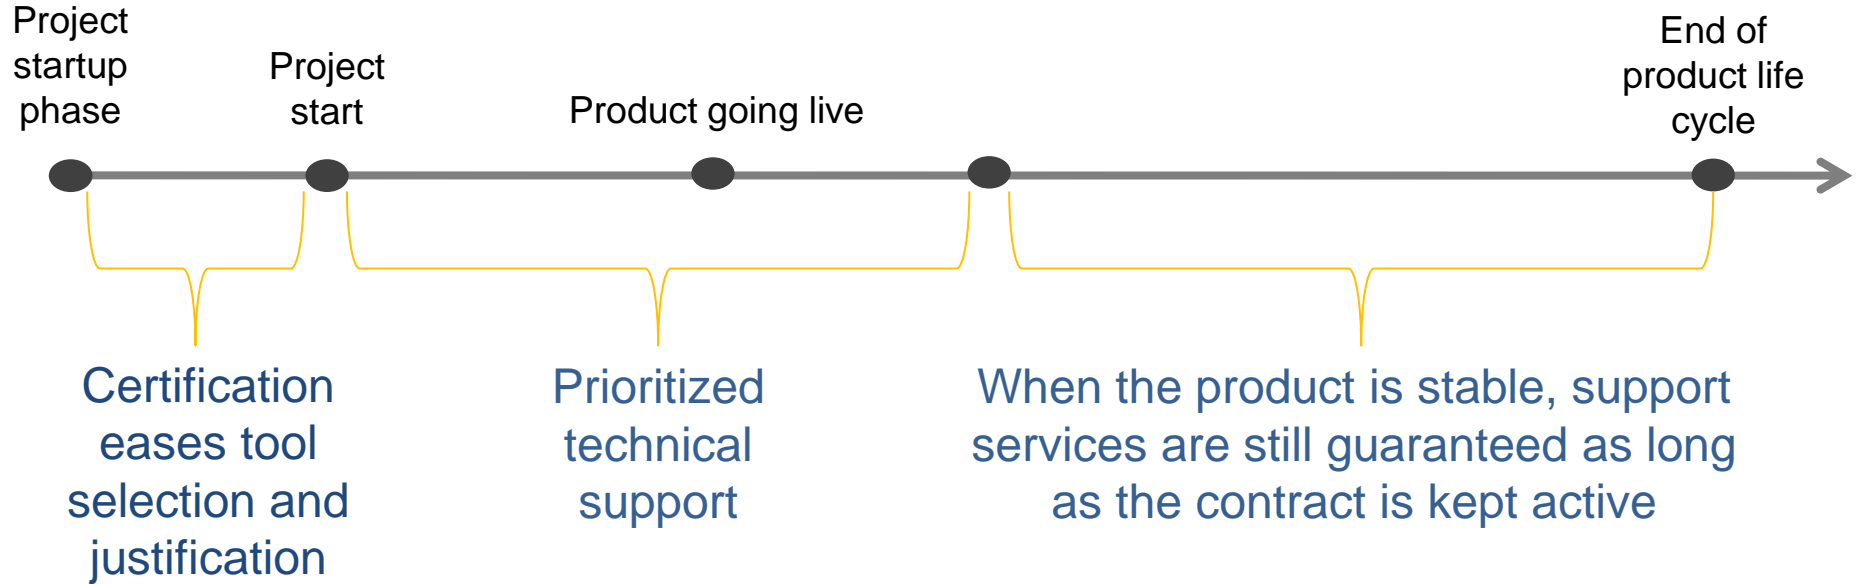 Project
startup
phase
Project
start
Product going live
End of
product life
cycle
Certification
eases tool
selection and
justification
Prioritized
technical
support
When the product is stable, support
services are still guaranteed as long
as the contract is kept active